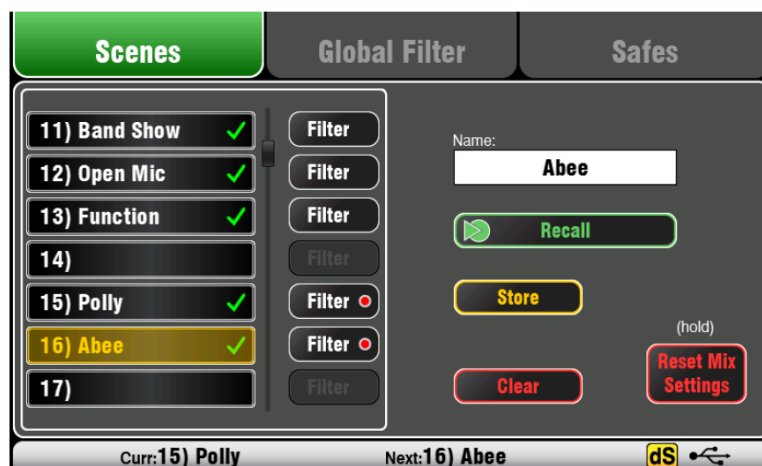 Scenes Global Filter Safes
11) Band Show Filter
12) Open Mic Filter
13) Function Filter
14) Filter
15) Polly Filter
16) Abee Filter
17) Filter
Name:
Abee
Recall
Store
Clear
(hold)
Reset Mix
Settings
Curr:15) Polly Next:16) Abee dS